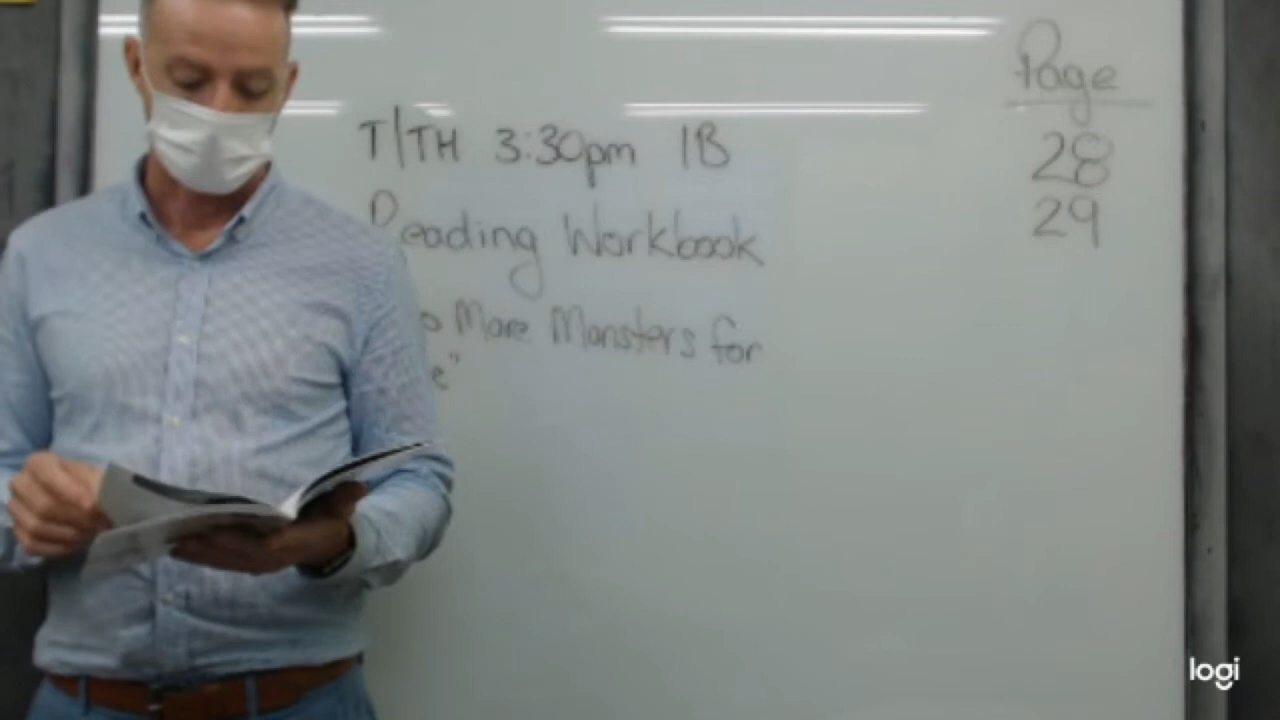 Page
T/TH 3:30pm 1B
28
Reading Workbook
29
More Monsters for
e"
logi